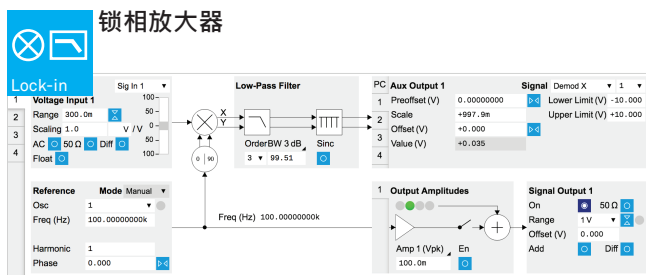 锁相放大器
Lock-in
Sig In 1
1 Voltage Input 1
2 Range 300.0m
3 Scaling 1.0 V / V
4 AC 50 Ω Diff
Float
100
50
0
50
100
X
Y
0 90
Low-Pass Filter
Order BW 3 dB Sinc
3 99.51
PC Aux Output 1 Signal Demod X 1
1 Preoffset (V) 0.00000000 Lower Limit (V) -10.000
2 Scale +997.9m Upper Limit (V) +10.000
Offset (V) +0.000
3 Value (V) +0.035
4
Reference Mode Manual
Osc 1
Freq (Hz) 100.00000000k
Harmonic 1
Phase 0.000
Freq (Hz) 100.00000000k
1 Output Amplitudes
Amp 1 (Vpk) En
100.0m
Signal Output 1
On 50 Ω
Range 1 V
Offset (V) 0.000
Add Diff